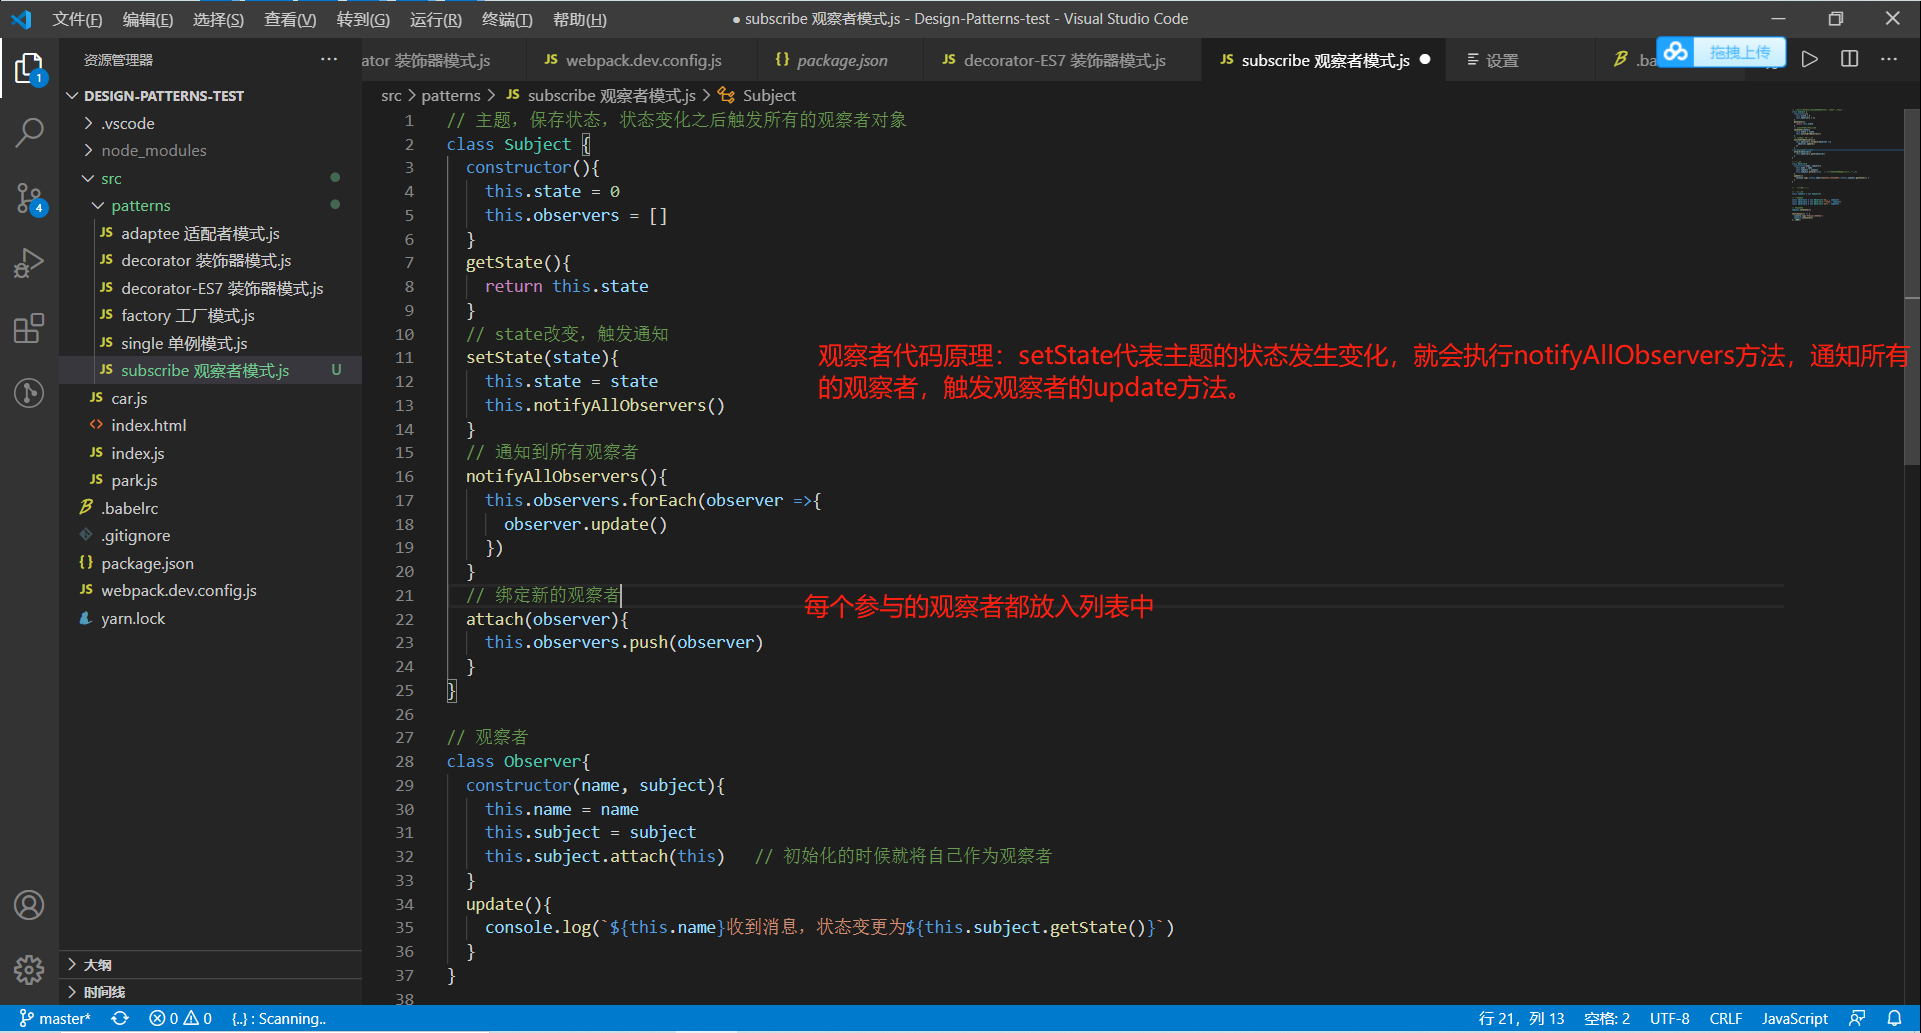 文件(F) 编辑(E) 选择(S) 查看(V) 转到(G) 运行(R) 终端(T) 帮助(H) ● subscribe 观察者模式.js - Design-Patterns-test - Visual Studio Code
资源管理器 ··· ator 装饰器模式.js JS webpack.dev.config.js {} package.json JS decorator-ES7 装饰器模式.js JS subscribe 观察者模式.js ● 设置 .ba 拖拽上传 ···
DESIGN-PATTERNS-TEST
.vscode
node_modules
src
patterns
JS adaptee 适配者模式.js
JS decorator 装饰器模式.js
JS decorator-ES7 装饰器模式.js
JS factory 工厂模式.js
JS single 单例模式.js
JS subscribe 观察者模式.js U
JS car.js
<> index.html
JS index.js
JS park.js
.babelrc
.gitignore
{} package.json
JS webpack.dev.config.js
yarn.lock
大纲
时间线
1
4
src > patterns > JS subscribe 观察者模式.js > Subject
1 // 主题，保存状态，状态变化之后触发所有的观察者对象
2 class Subject {
3 constructor(){
4 this.state = 0
5 this.observers = []
6 }
7 getState(){
8 return this.state
9 }
10 // state改变，触发通知
11 setState(state){
12 this.state = state
13 this.notifyAllObservers()
14 }
15 // 通知到所有观察者
16 notifyAllObservers(){
17 this.observers.forEach(observer =>{
18 observer.update()
19 })
20 }
21 // 绑定新的观察者
22 attach(observer){
23 this.observers.push(observer)
24 }
25 }
26
27 // 观察者
28 class Observer{
29 constructor(name, subject){
30 this.name = name
31 this.subject = subject
32 this.subject.attach(this) // 初始化的时候就将自己作为观察者
33 }
34 update(){
35 console.log(`${this.name}收到消息，状态变更为${this.subject.getState()}`)
36 }
37 }
38
观察者代码原理：setState代表主题的状态发生变化，就会执行notifyAllObservers方法，通知所有
的观察者，触发观察者的update方法。
每个参与的观察者都放入列表中
master* 0 0 {..} : Scanning.. 行 21，列 13 空格: 2 UTF-8 CRLF JavaScript